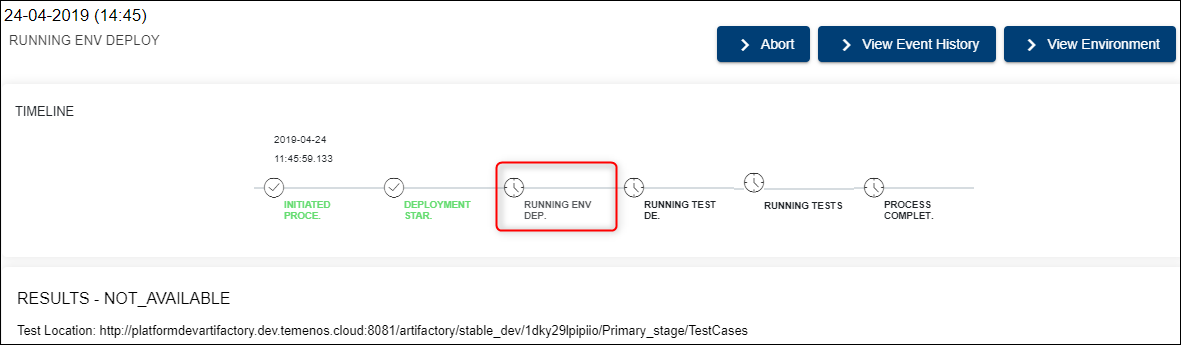 24-04-2019 (14:45)
RUNNING ENV DEPLOY
Abort
View Event History
View Environment
TIMELINE
2019-04-24
11:45:59.133
INITIATED
PROCE.
DEPLOYMENT
STAR.
RUNNING ENV
DEP.
RUNNING TEST
DE.
RUNNING TESTS
PROCESS
COMPLET.
RESULTS - NOT_AVAILABLE
Test Location: http://platformdevartifactory.dev.temenos.cloud:8081/artifactory/stable_dev/1dky29lpipiio/Primary_stage/TestCases